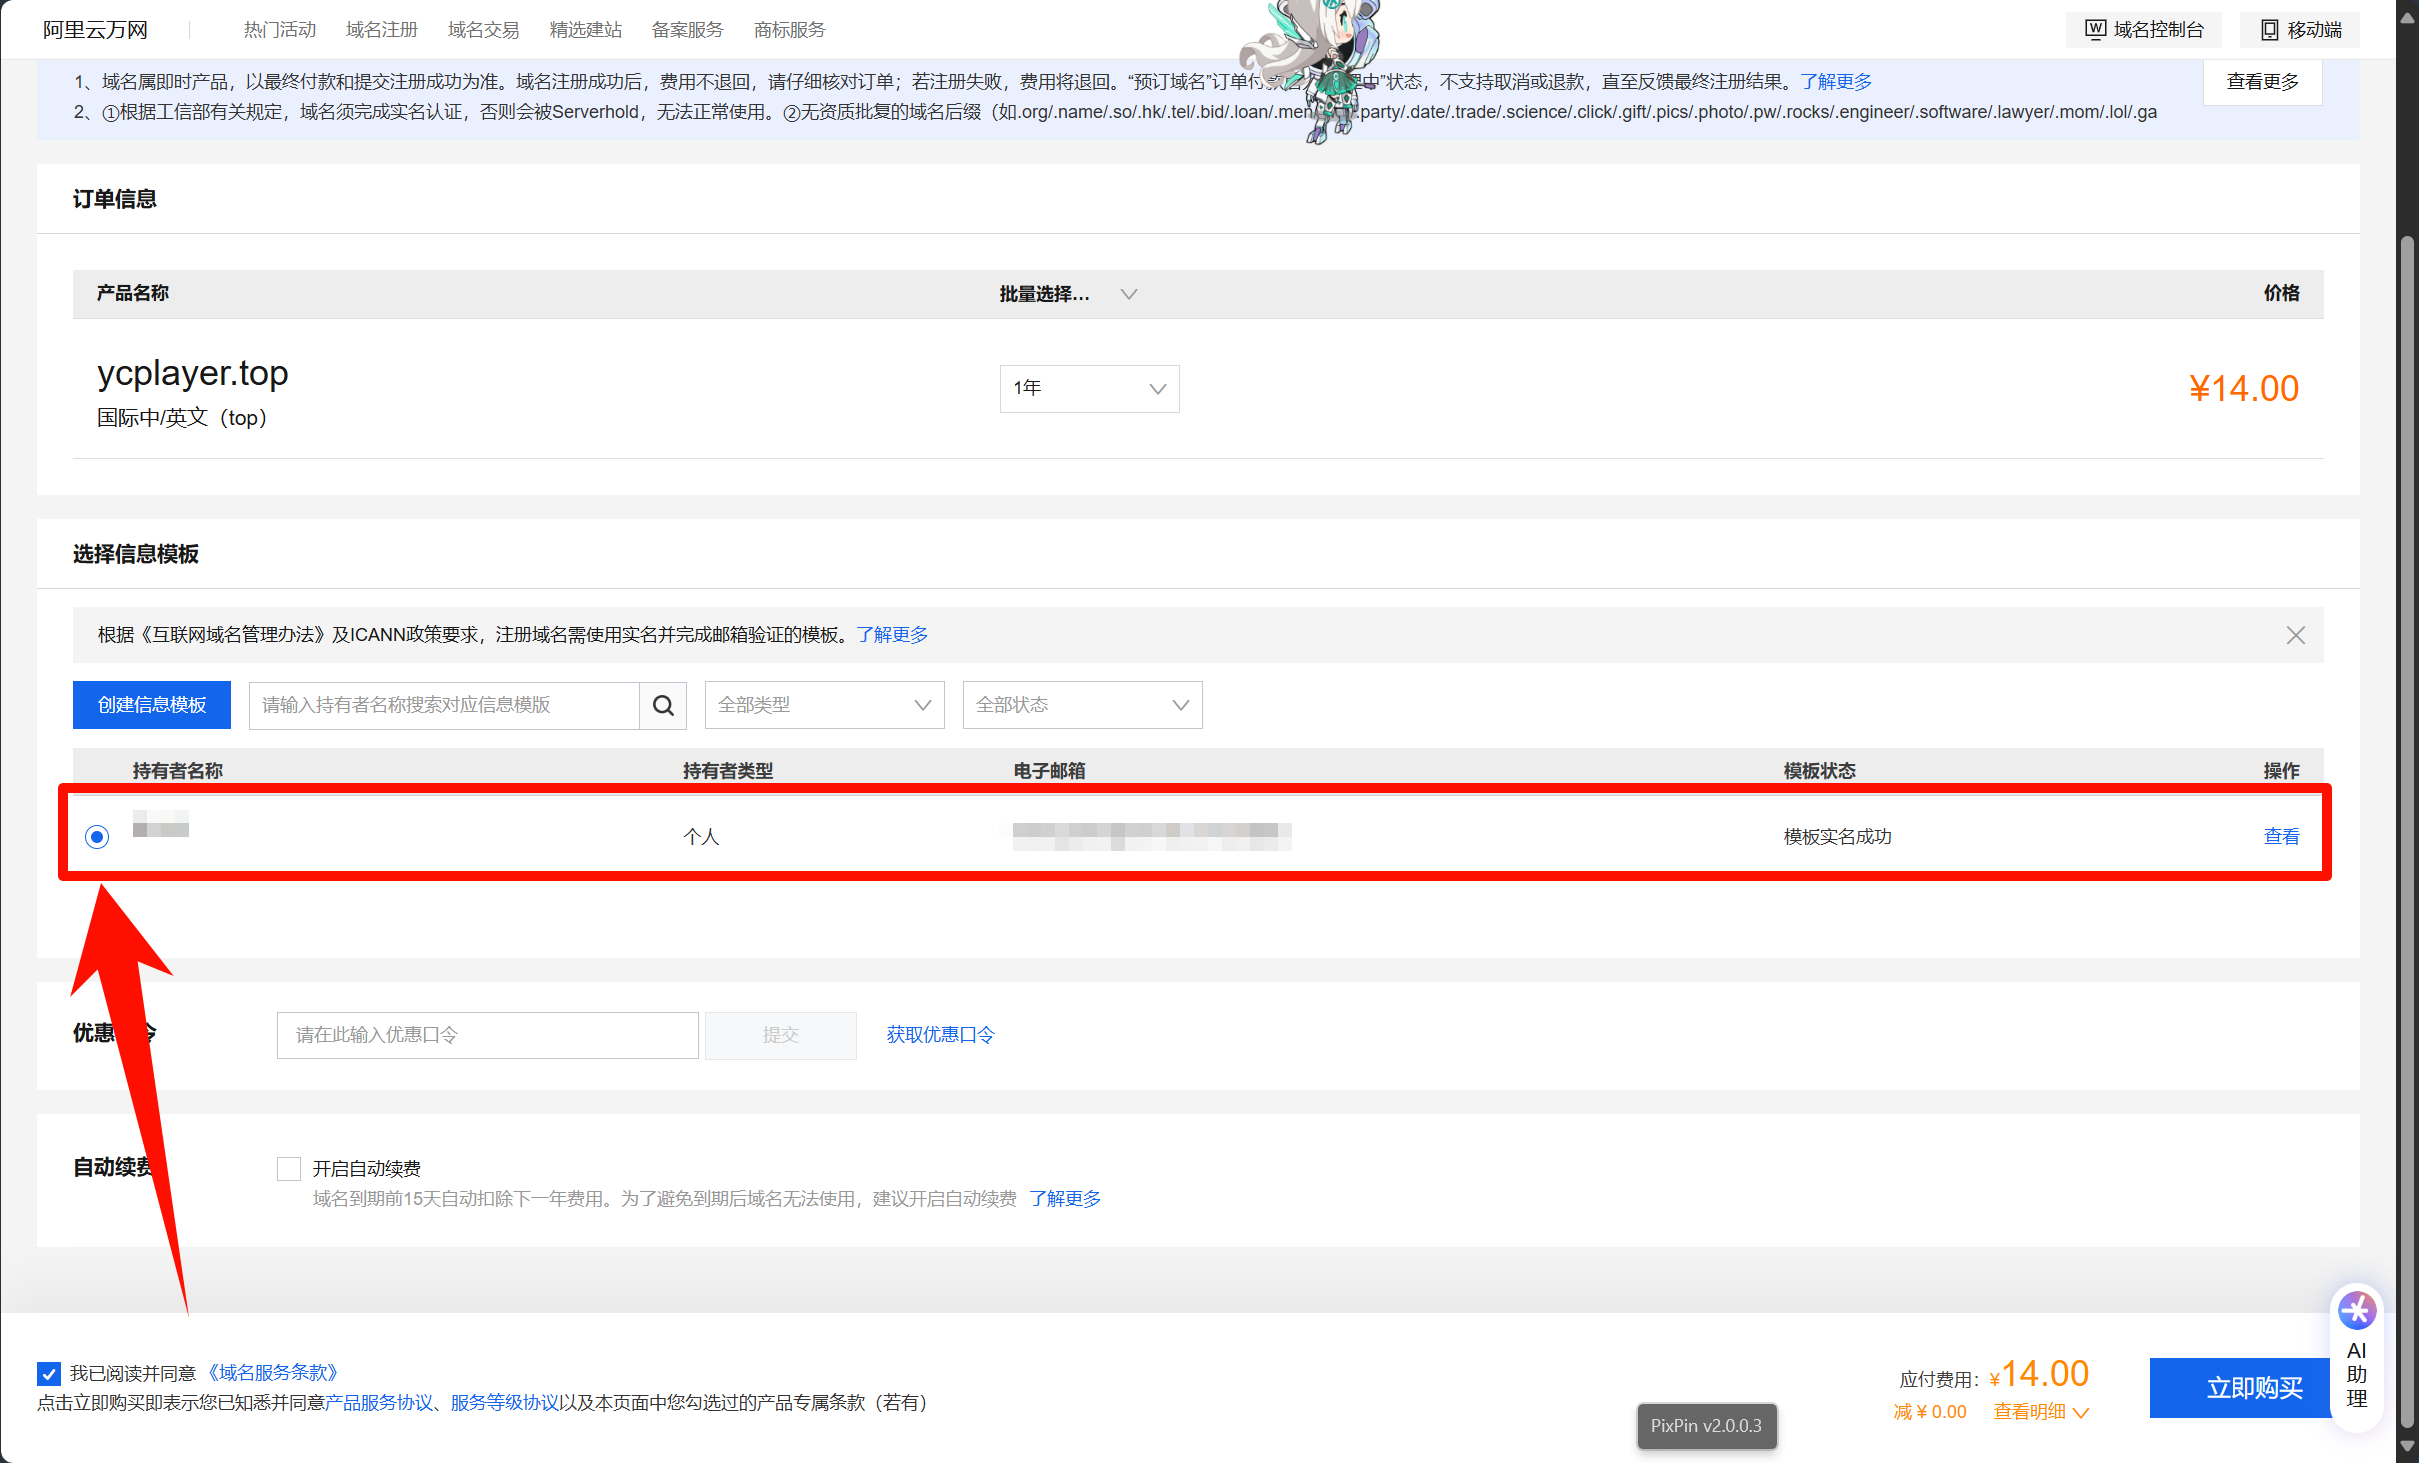 阿里云万网
热门活动 域名注册 域名交易 精选建站 备案服务 商标服务
域名控制台 移动端
1、域名属即时产品，以最终付款和提交注册成功为准。域名注册成功后，费用不退回，请仔细核对订单；若注册失败，费用将退回。“预订域名”订单付 中”状态，不支持取消或退款，直至反馈最终注册结果。了解更多
查看更多
2、①根据工信部有关规定，域名须完成实名认证，否则会被Serverhold，无法正常使用。②无资质批复的域名后缀（如.org/.name/.so/.hk/.tel/.bid/.loan/.men .party/.date/.trade/.science/.click/.gift/.pics/.photo/.pw/.rocks/.engineer/.software/.lawyer/.mom/.lol/.ga
订单信息
产品名称 批量选择... 价格
ycplayer.top
国际中/英文（top）
1年
¥14.00
选择信息模板
根据《互联网域名管理办法》及ICANN政策要求，注册域名需使用实名并完成邮箱验证的模板。了解更多
创建信息模板 请输入持有者名称搜索对应信息模版 全部类型 全部状态
持有者名称 持有者类型 电子邮箱 模板状态 操作
个人 模板实名成功 查看
优惠 令 请在此输入优惠口令 提交 获取优惠口令
自动续费 开启自动续费
域名到期前15天自动扣除下一年费用。为了避免到期后域名无法使用，建议开启自动续费 了解更多
我已阅读并同意 《域名服务条款》
点击立即购买即表示您已知悉并同意产品服务协议、服务等级协议以及本页面中您勾选过的产品专属条款（若有）
应付费用：¥14.00
减 ¥ 0.00 查看明细
立即购买
AI
助
理
PixPin v2.0.0.3